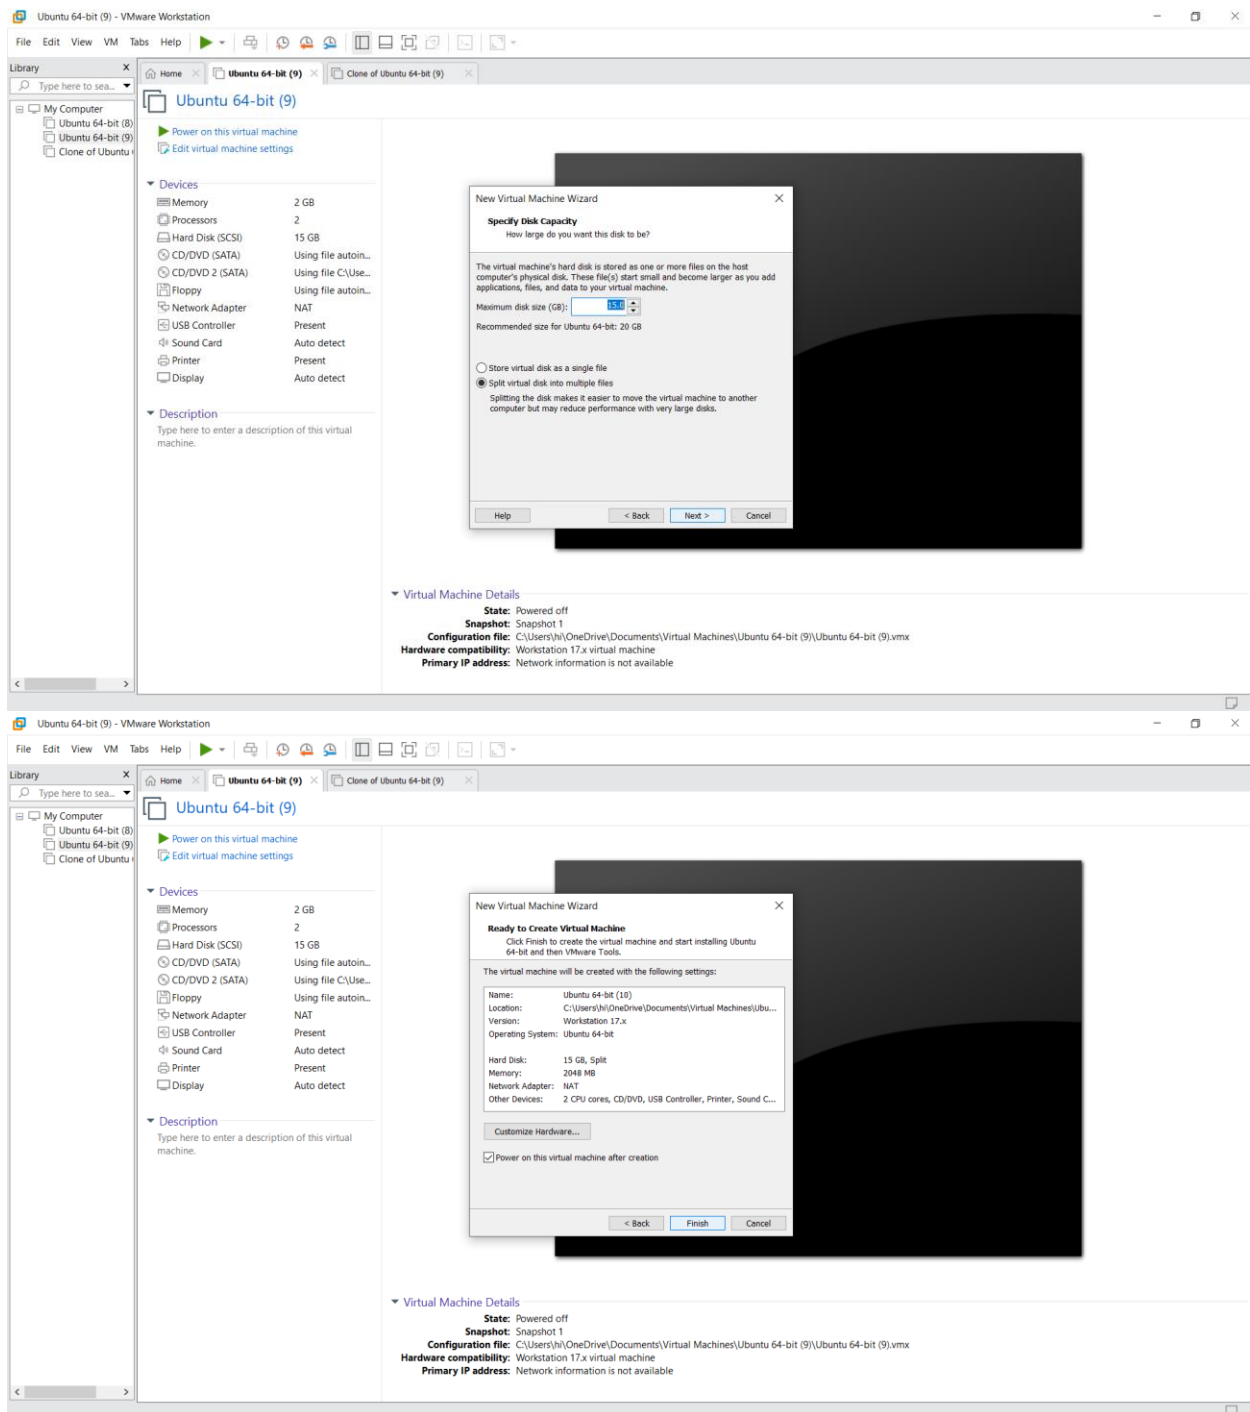 Ubuntu 64-bit (9) - VMware Workstation
File Edit View VM Tabs Help
Library X
Type here to sea...
Home
Ubuntu 64-bit (9)
Clone of Ubuntu 64-bit (9)
My Computer
Ubuntu 64-bit (8)
Ubuntu 64-bit (9)
Clone of Ubuntu
Ubuntu 64-bit (9)
Power on this virtual machine
Edit virtual machine settings
Devices
Memory 2 GB
Processors 2
Hard Disk (SCSI) 15 GB
CD/DVD (SATA) Using file autoin...
CD/DVD 2 (SATA) Using file C:\Use...
Floppy Using file autoin...
Network Adapter NAT
USB Controller Present
Sound Card Auto detect
Printer Present
Display Auto detect
Description
Type here to enter a description of this virtual
machine.
New Virtual Machine Wizard
Specify Disk Capacity
How large do you want this disk to be?
The virtual machine's hard disk is stored as one or more files on the host
computer's physical disk. These file(s) start small and become larger as you add
applications, files, and data to your virtual machine.
Maximum disk size (GB): 15.0
Recommended size for Ubuntu 64-bit: 20 GB
Store virtual disk as a single file
Split virtual disk into multiple files
Splitting the disk makes it easier to move the virtual machine to another
computer but may reduce performance with very large disks.
Help < Back Next > Cancel
Virtual Machine Details
State: Powered off
Snapshot: Snapshot 1
Configuration file: C:\Users\hi\OneDrive\Documents\Virtual Machines\Ubuntu 64-bit (9)\Ubuntu 64-bit (9).vmx
Hardware compatibility: Workstation 17.x virtual machine
Primary IP address: Network information is not available
Ubuntu 64-bit (9) - VMware Workstation
File Edit View VM Tabs Help
Library X
Type here to sea...
Home
Ubuntu 64-bit (9)
Clone of Ubuntu 64-bit (9)
My Computer
Ubuntu 64-bit (8)
Ubuntu 64-bit (9)
Clone of Ubuntu
Ubuntu 64-bit (9)
Power on this virtual machine
Edit virtual machine settings
Devices
Memory 2 GB
Processors 2
Hard Disk (SCSI) 15 GB
CD/DVD (SATA) Using file autoin...
CD/DVD 2 (SATA) Using file C:\Use...
Floppy Using file autoin...
Network Adapter NAT
USB Controller Present
Sound Card Auto detect
Printer Present
Display Auto detect
Description
Type here to enter a description of this virtual
machine.
New Virtual Machine Wizard
Ready to Create Virtual Machine
Click Finish to create the virtual machine and start installing Ubuntu
64-bit and then VMware Tools.
The virtual machine will be created with the following settings:
Name: Ubuntu 64-bit (10)
Location: C:\Users\hi\OneDrive\Documents\Virtual Machines\Ubu...
Version: Workstation 17.x
Operating System: Ubuntu 64-bit
Hard Disk: 15 GB, Split
Memory: 2048 MB
Network Adapter: NAT
Other Devices: 2 CPU cores, CD/DVD, USB Controller, Printer, Sound C...
Customize Hardware...
Power on this virtual machine after creation
< Back Finish Cancel
Virtual Machine Details
State: Powered off
Snapshot: Snapshot 1
Configuration file: C:\Users\hi\OneDrive\Documents\Virtual Machines\Ubuntu 64-bit (9)\Ubuntu 64-bit (9).vmx
Hardware compatibility: Workstation 17.x virtual machine
Primary IP address: Network information is not available